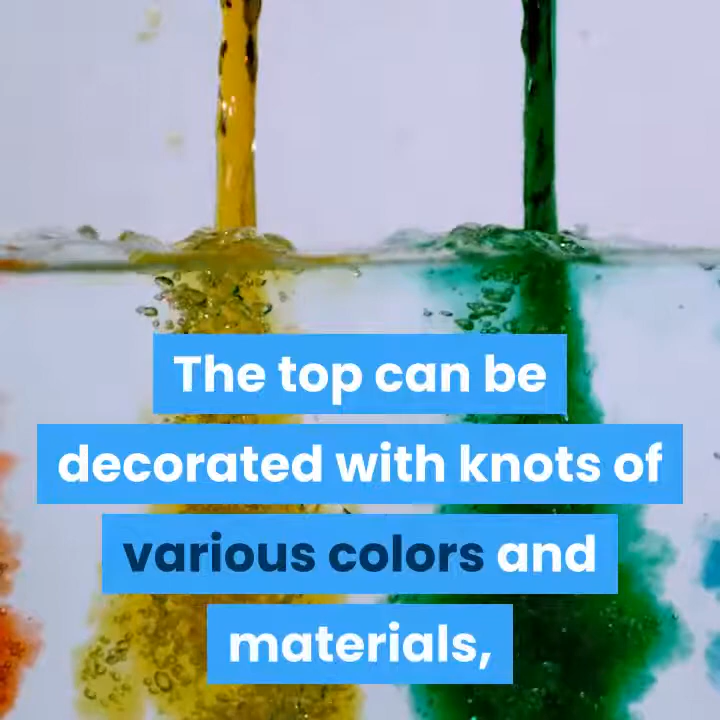 The top can be
decorated with knots of
various colors and
materials,